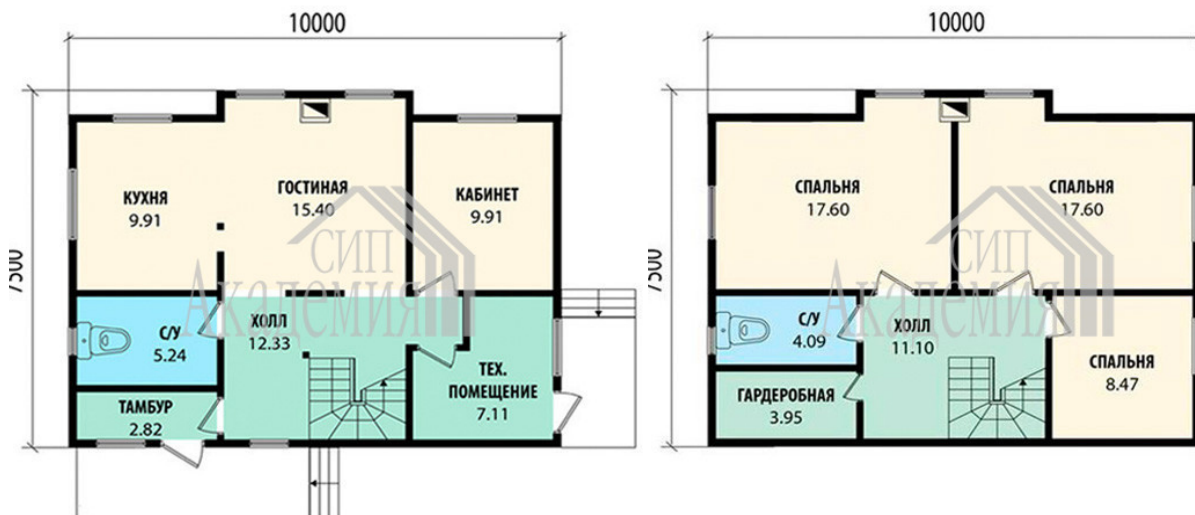 10000
10000
7500
7500
КУХНЯ
9.91
ГОСТИНАЯ
15.40
КАБИНЕТ
9.91
С/У
5.24
ХОЛЛ
12.33
ТАМБУР
2.82
ТЕХ.
ПОМЕЩЕНИЕ
7.11
СИП
Академия
СПАЛЬНЯ
17.60
СПАЛЬНЯ
17.60
С/У
4.09
ХОЛЛ
11.10
СПАЛЬНЯ
8.47
ГАРДЕРОБНАЯ
3.95
СИП
Академия